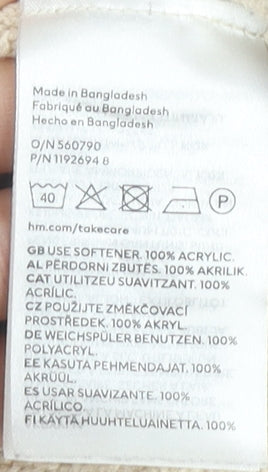 Made in Bangladesh
Fabriqué au Bangladesh
Hecho en Bangladesh
O/N 560790
P/N 1192694 8
40 P
hm.com/takecare
GB USE SOFTENER. 100% ACRYLIC.
AL PËRDORNI ZBUTËS. 100% AKRILIK.
CAT UTILITZEU SUAVITZANT. 100%
ACRÍLIC.
CZ POUŽIJTE ZMĚKČOVACÍ
PROSTŘEDEK. 100% AKRYL.
DE WEICHSPÜLER BENUTZEN. 100%
POLYACRYL.
EE KASUTA PEHMENDAJAT. 100%
AKRÜÜL.
ES USAR SUAVIZANTE. 100%
ACRÍLICO.
FI KÄYTÄ HUUHTELUAINETTA. 100%